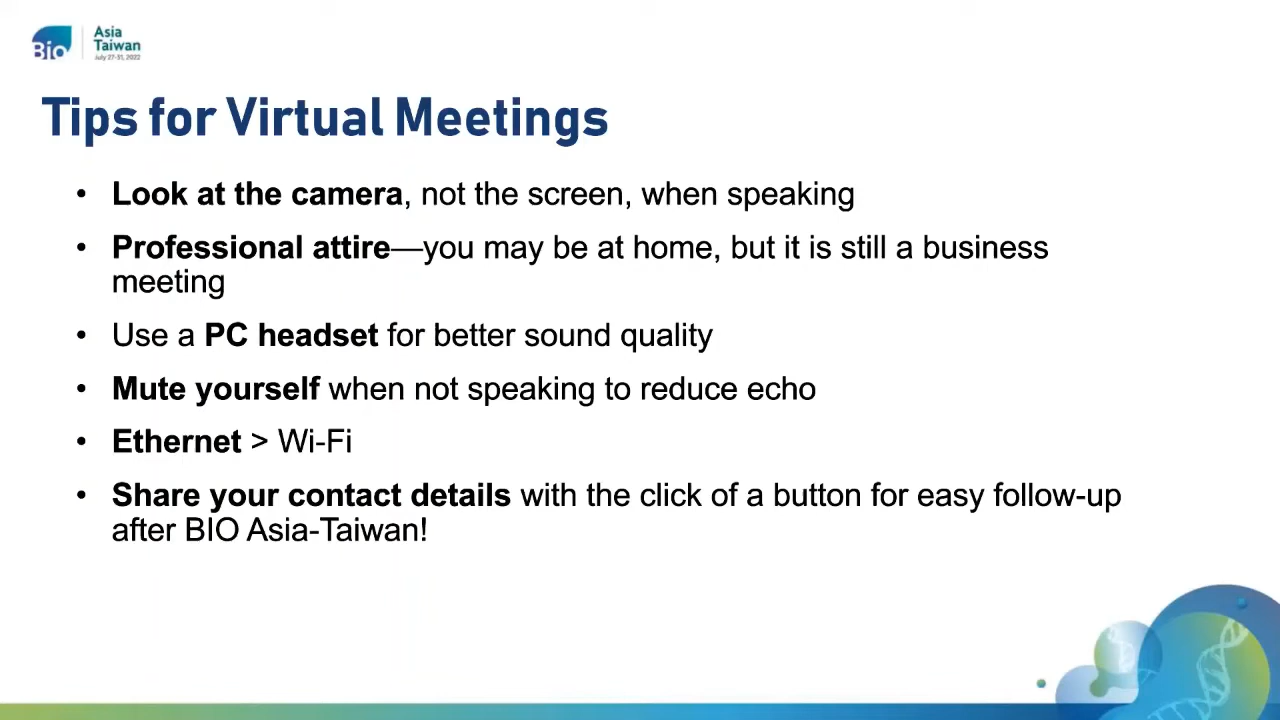 Bio
Asia
Taiwan
July 27-31, 2022
Tips for Virtual Meetings
• Look at the camera, not the screen, when speaking
• Professional attire—you may be at home, but it is still a business
meeting
• Use a PC headset for better sound quality
• Mute yourself when not speaking to reduce echo
• Ethernet > Wi-Fi
• Share your contact details with the click of a button for easy follow-up
after BIO Asia-Taiwan!